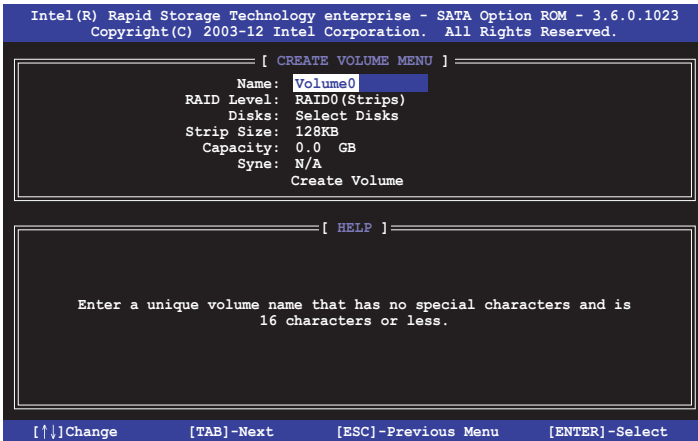 Intel(R) Rapid Storage Technology enterprise - SATA Option ROM - 3.6.0.1023
Copyright(C) 2003-12 Intel Corporation. All Rights Reserved.
[ CREATE VOLUME MENU ]
Name: Volume0
RAID Level: RAID0(Strips)
Disks: Select Disks
Strip Size: 128KB
Capacity: 0.0 GB
Syne: N/A
Create Volume
[ HELP ]
Enter a unique volume name that has no special characters and is
16 characters or less.
[↑↓]Change [TAB]-Next [ESC]-Previous Menu [ENTER]-Select